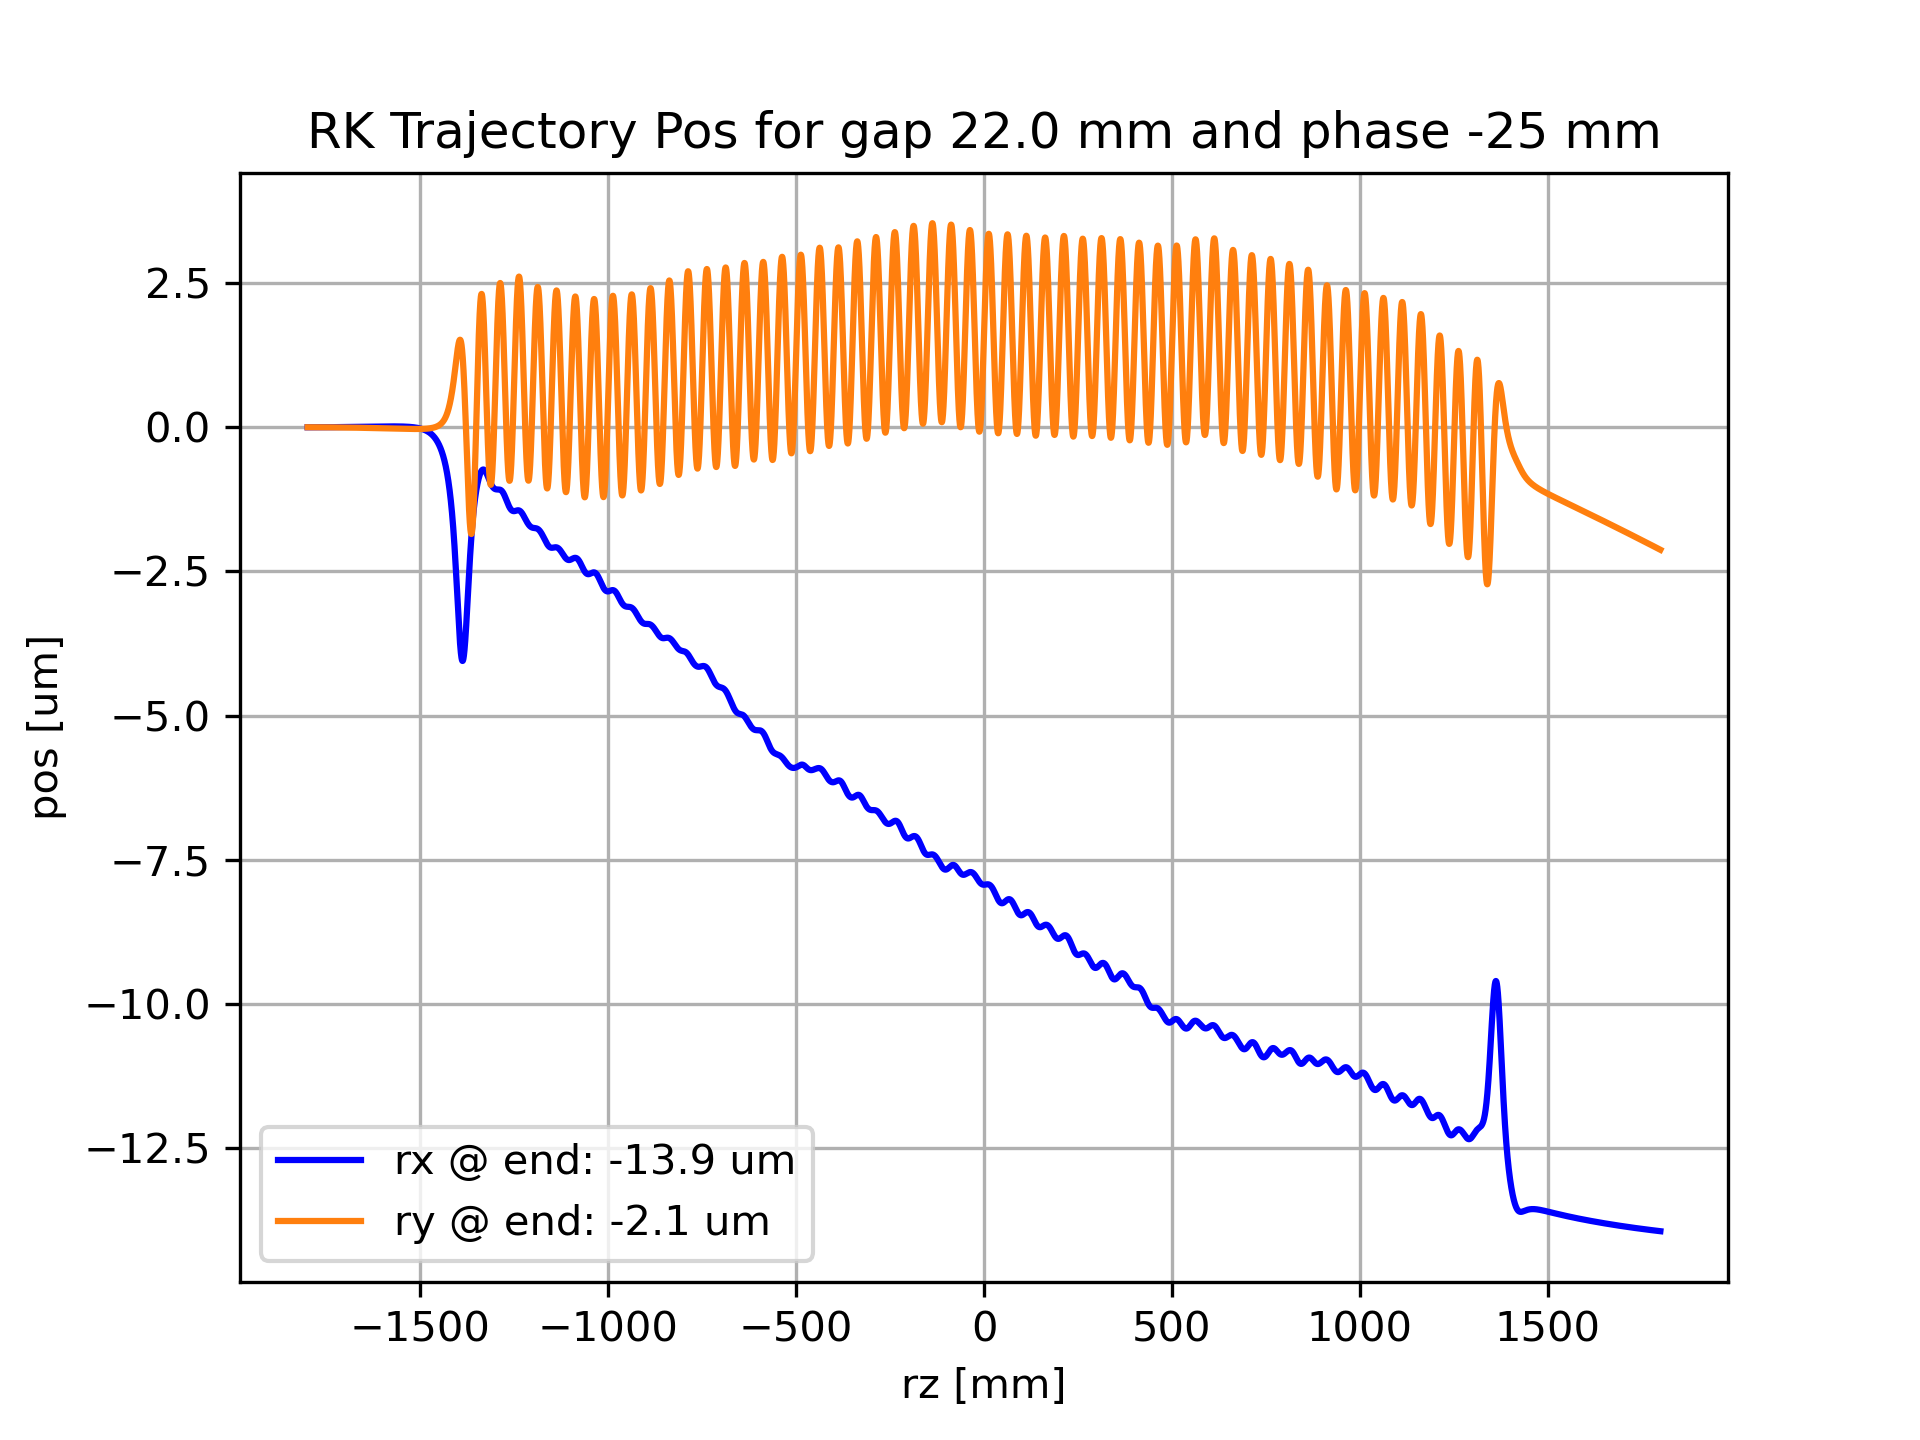 RK Trajectory Pos for gap 22.0 mm and phase -25 mm
pos [um]
2.5
0.0
−2.5
−5.0
−7.5
−10.0
−12.5
rx @ end: -13.9 um
ry @ end: -2.1 um
−1500 −1000 −500 0 500 1000 1500
rz [mm]